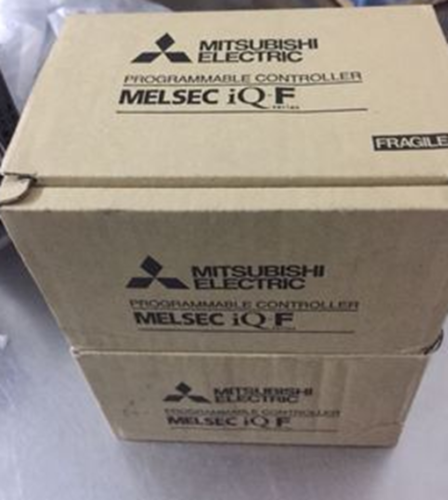 MITSUBISHI
ELECTRIC
PROGRAMMABLE CONTROLLER
MELSEC iQ-F
series
FRAGILE
MITSUBISHI
ELECTRIC
PROGRAMMABLE CONTROLLER
MELSEC iQ-F
MITSUBISHI
ELECTRIC
PROGRAMMABLE CONTROLLER
MELSEC iQ-F